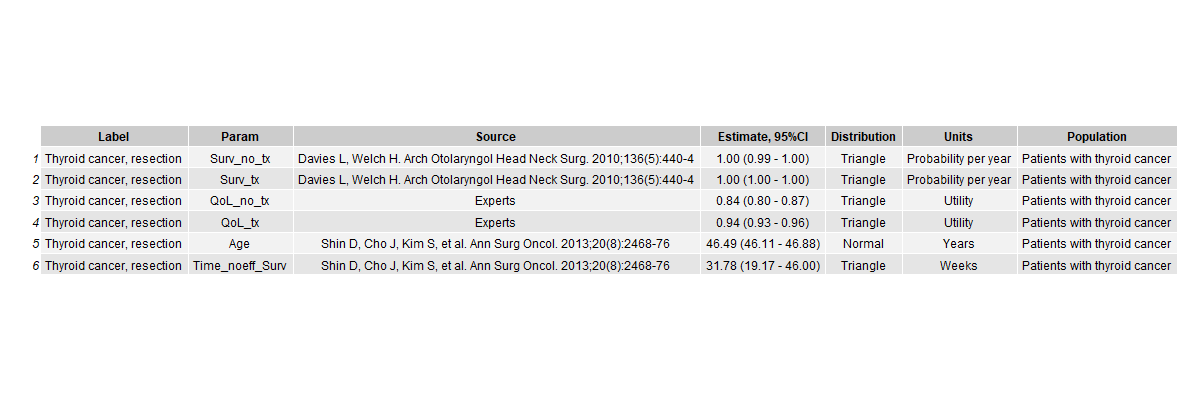 Label Param Source Estimate, 95%CI Distribution Units Population
1 Thyroid cancer, resection Surv_no_tx Davies L, Welch H. Arch Otolaryngol Head Neck Surg. 2010;136(5):440-4 1.00 (0.99 - 1.00) Triangle Probability per year Patients with thyroid cancer
2 Thyroid cancer, resection Surv_tx Davies L, Welch H. Arch Otolaryngol Head Neck Surg. 2010;136(5):440-4 1.00 (1.00 - 1.00) Triangle Probability per year Patients with thyroid cancer
3 Thyroid cancer, resection QoL_no_tx Experts 0.84 (0.80 - 0.87) Triangle Utility Patients with thyroid cancer
4 Thyroid cancer, resection QoL_tx Experts 0.94 (0.93 - 0.96) Triangle Utility Patients with thyroid cancer
5 Thyroid cancer, resection Age Shin D, Cho J, Kim S, et al. Ann Surg Oncol. 2013;20(8):2468-76 46.49 (46.11 - 46.88) Normal Years Patients with thyroid cancer
6 Thyroid cancer, resection Time_noeff_Surv Shin D, Cho J, Kim S, et al. Ann Surg Oncol. 2013;20(8):2468-76 31.78 (19.17 - 46.00) Triangle Weeks Patients with thyroid cancer